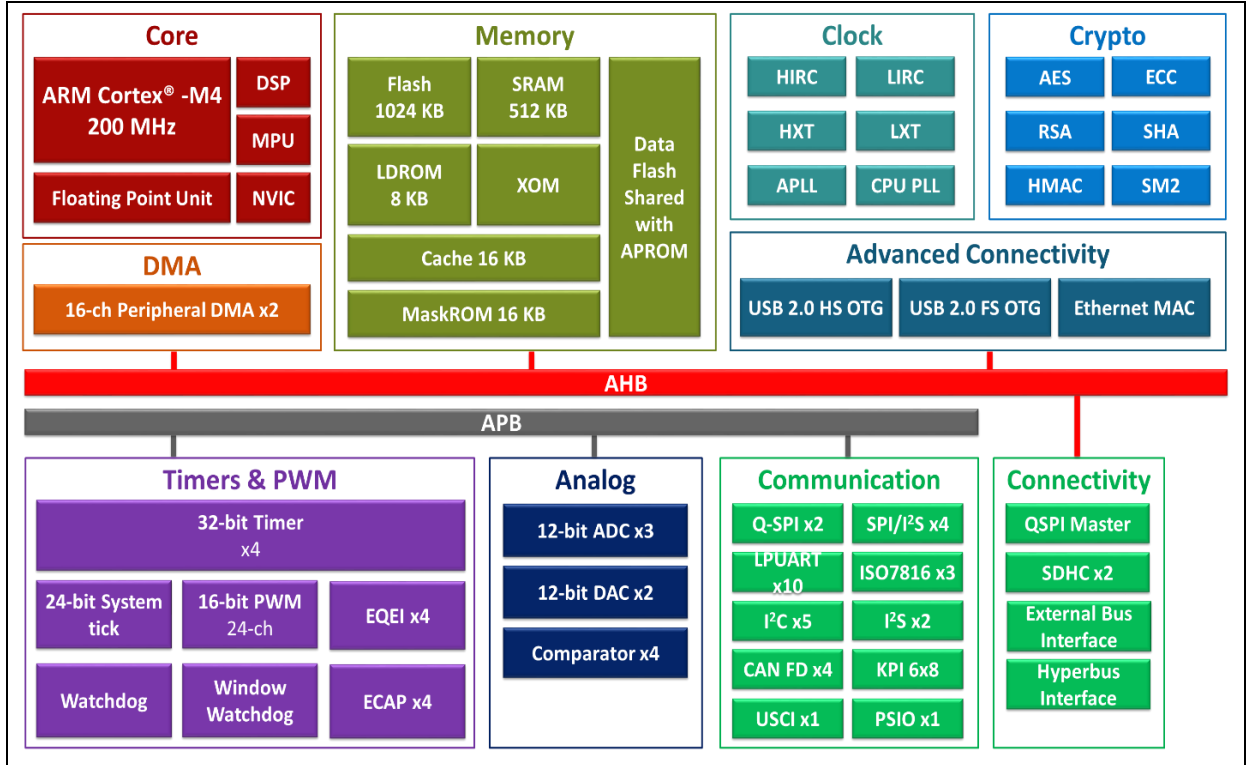 Core
ARM Cortex® -M4
200 MHz
DSP
MPU
Floating Point Unit
NVIC
DMA
16-ch Peripheral DMA x2
Memory
Flash
1024 KB
SRAM
512 KB
LDROM
8 KB
XOM
Cache 16 KB
MaskROM 16 KB
Data
Flash
Shared
with
APROM
Clock
HIRC
LIRC
HXT
LXT
APLL
CPU PLL
Crypto
AES
ECC
RSA
SHA
HMAC
SM2
Advanced Connectivity
USB 2.0 HS OTG
USB 2.0 FS OTG
Ethernet MAC
AHB
APB
Timers & PWM
32-bit Timer
x4
24-bit System
tick
16-bit PWM
24-ch
EQEI x4
Watchdog
Window
Watchdog
ECAP x4
Analog
12-bit ADC x3
12-bit DAC x2
Comparator x4
Communication
Q-SPI x2
SPI/I²S x4
LPUART
x10
ISO7816 x3
I²C x5
I²S x2
CAN FD x4
KPI 6x8
USCI x1
PSIO x1
Connectivity
QSPI Master
SDHC x2
External Bus
Interface
Hyperbus
Interface